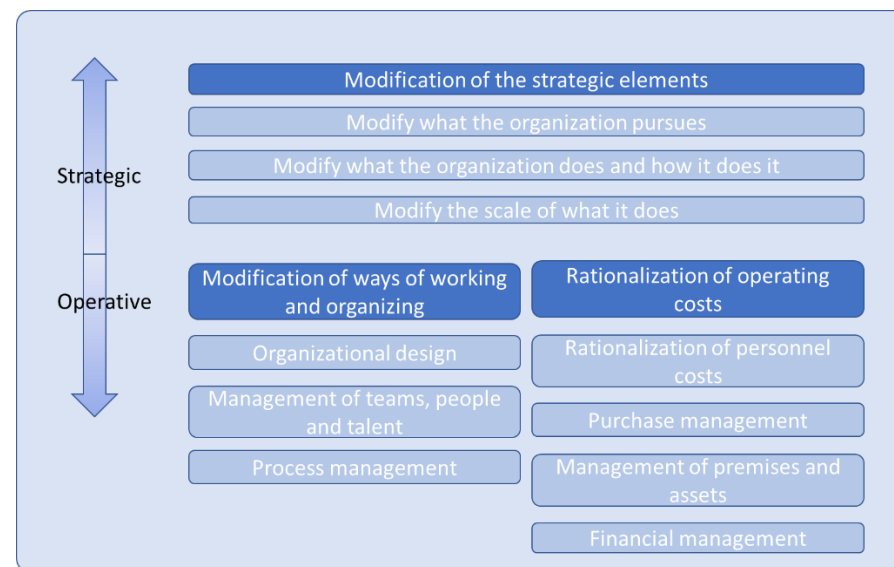 Modification of the strategic elements
Modify what the organization pursues
Strategic
Modify what the organization does and how it does it
Modify the scale of what it does
Operative
Modification of ways of working
and organizing
Organizational design
Management of teams, people
and talent
Process management
Rationalization of operating
costs
Rationalization of personnel
costs
Purchase management
Management of premises and
assets
Financial management